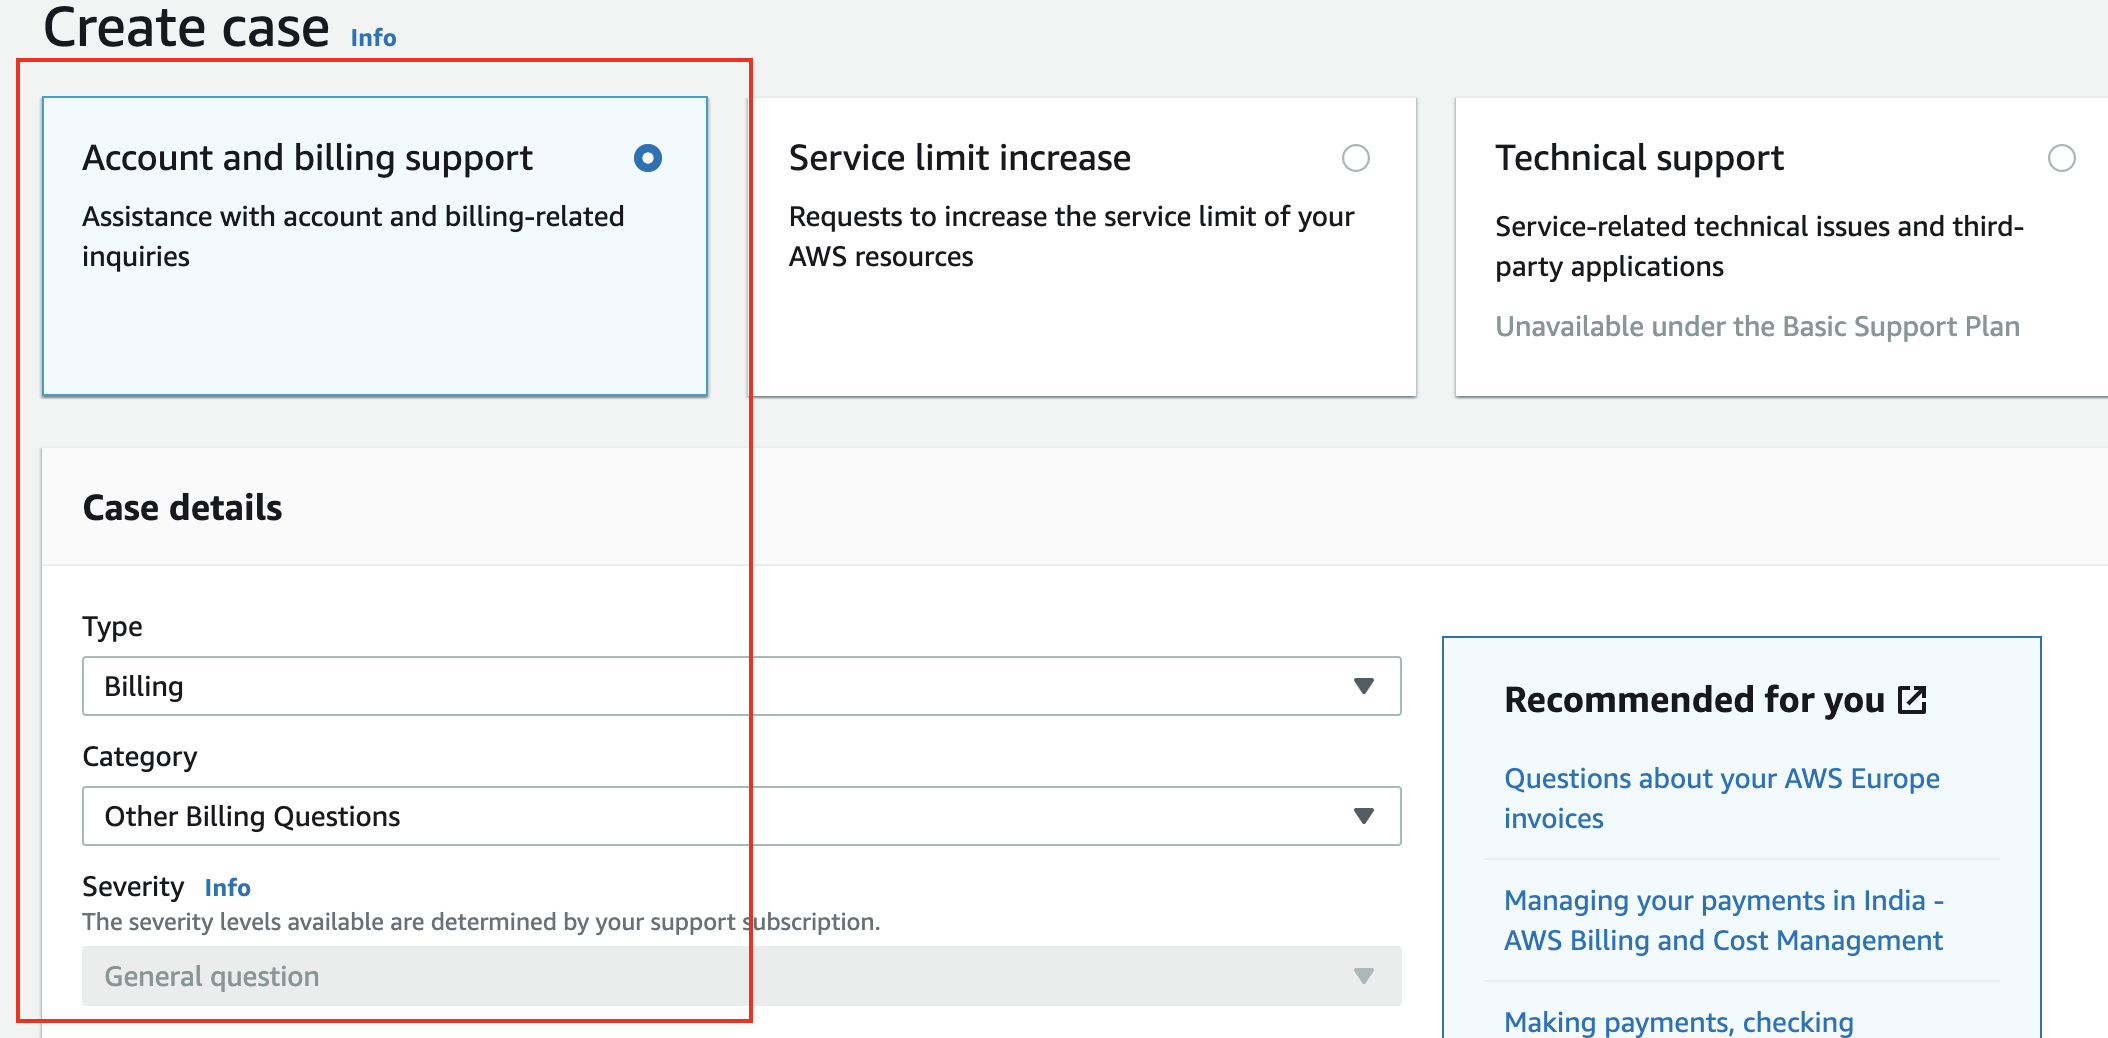 Create case Info
Account and billing support
Assistance with account and billing-related
inquiries
Service limit increase
Requests to increase the service limit of your
AWS resources
Technical support
Service-related technical issues and third-
party applications
Unavailable under the Basic Support Plan
Case details
Type
Billing
Category
Other Billing Questions
Severity Info
The severity levels available are determined by your support subscription.
General question
Recommended for you
Questions about your AWS Europe
invoices
Managing your payments in India -
AWS Billing and Cost Management
Making payments, checking